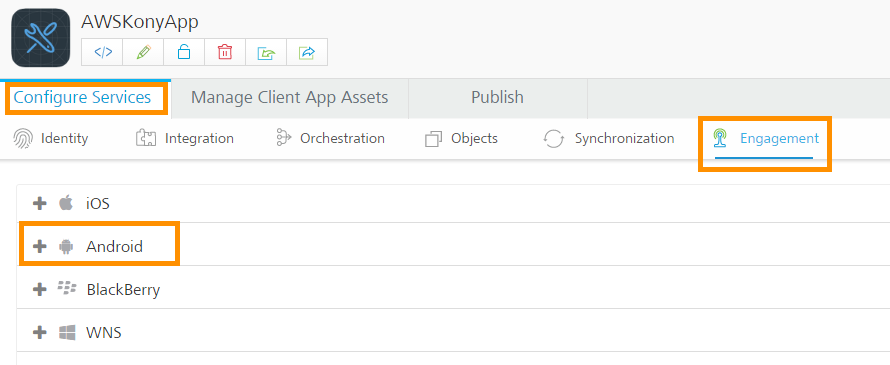 AWSKonyApp
</>
Configure Services Manage Client App Assets Publish
Identity Integration Orchestration Objects Synchronization Engagement
iOS
Android
BlackBerry
WNS